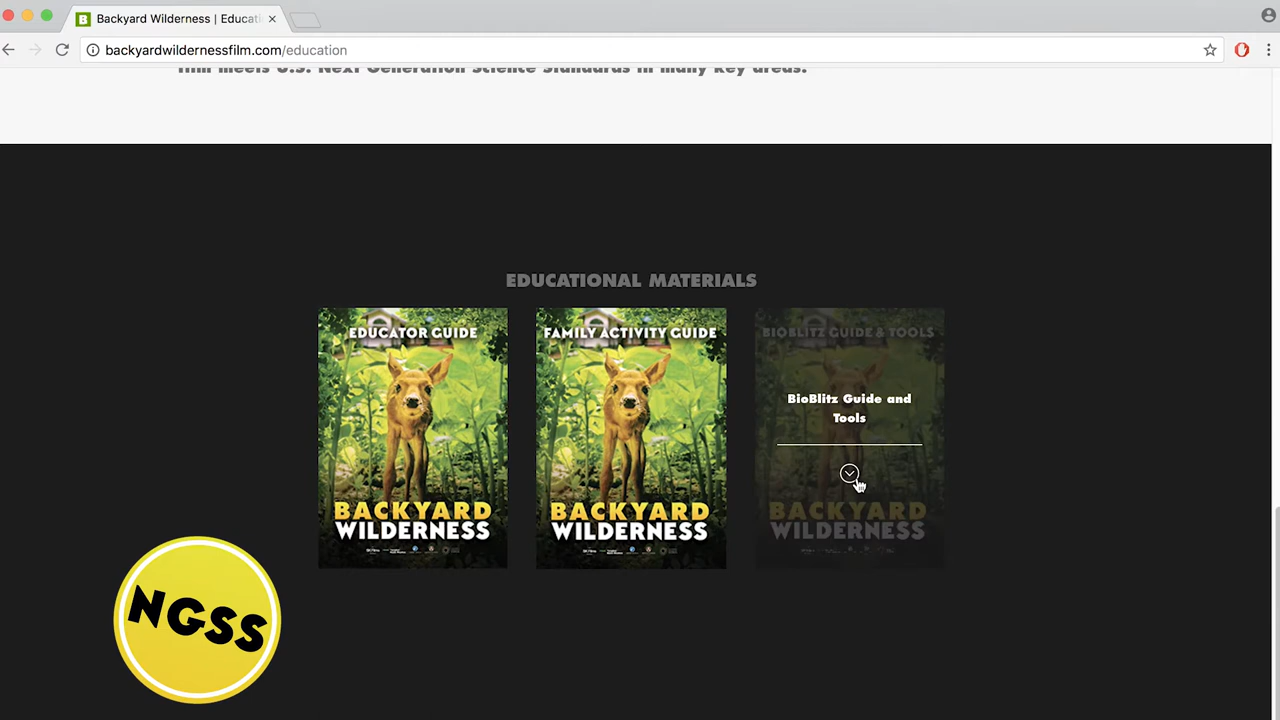 Backyard Wilderness | Educati
backyardwildernessfilm.com/education
film meets U.S. Next Generation Science Standards in many key areas.
EDUCATIONAL MATERIALS
EDUCATOR GUIDE
BACKYARD
WILDERNESS
FAMILY ACTIVITY GUIDE
BACKYARD
WILDERNESS
BIOBLITZ GUIDE & TOOLS
BioBlitz Guide and
Tools
BACKYARD
WILDERNESS
NGSS